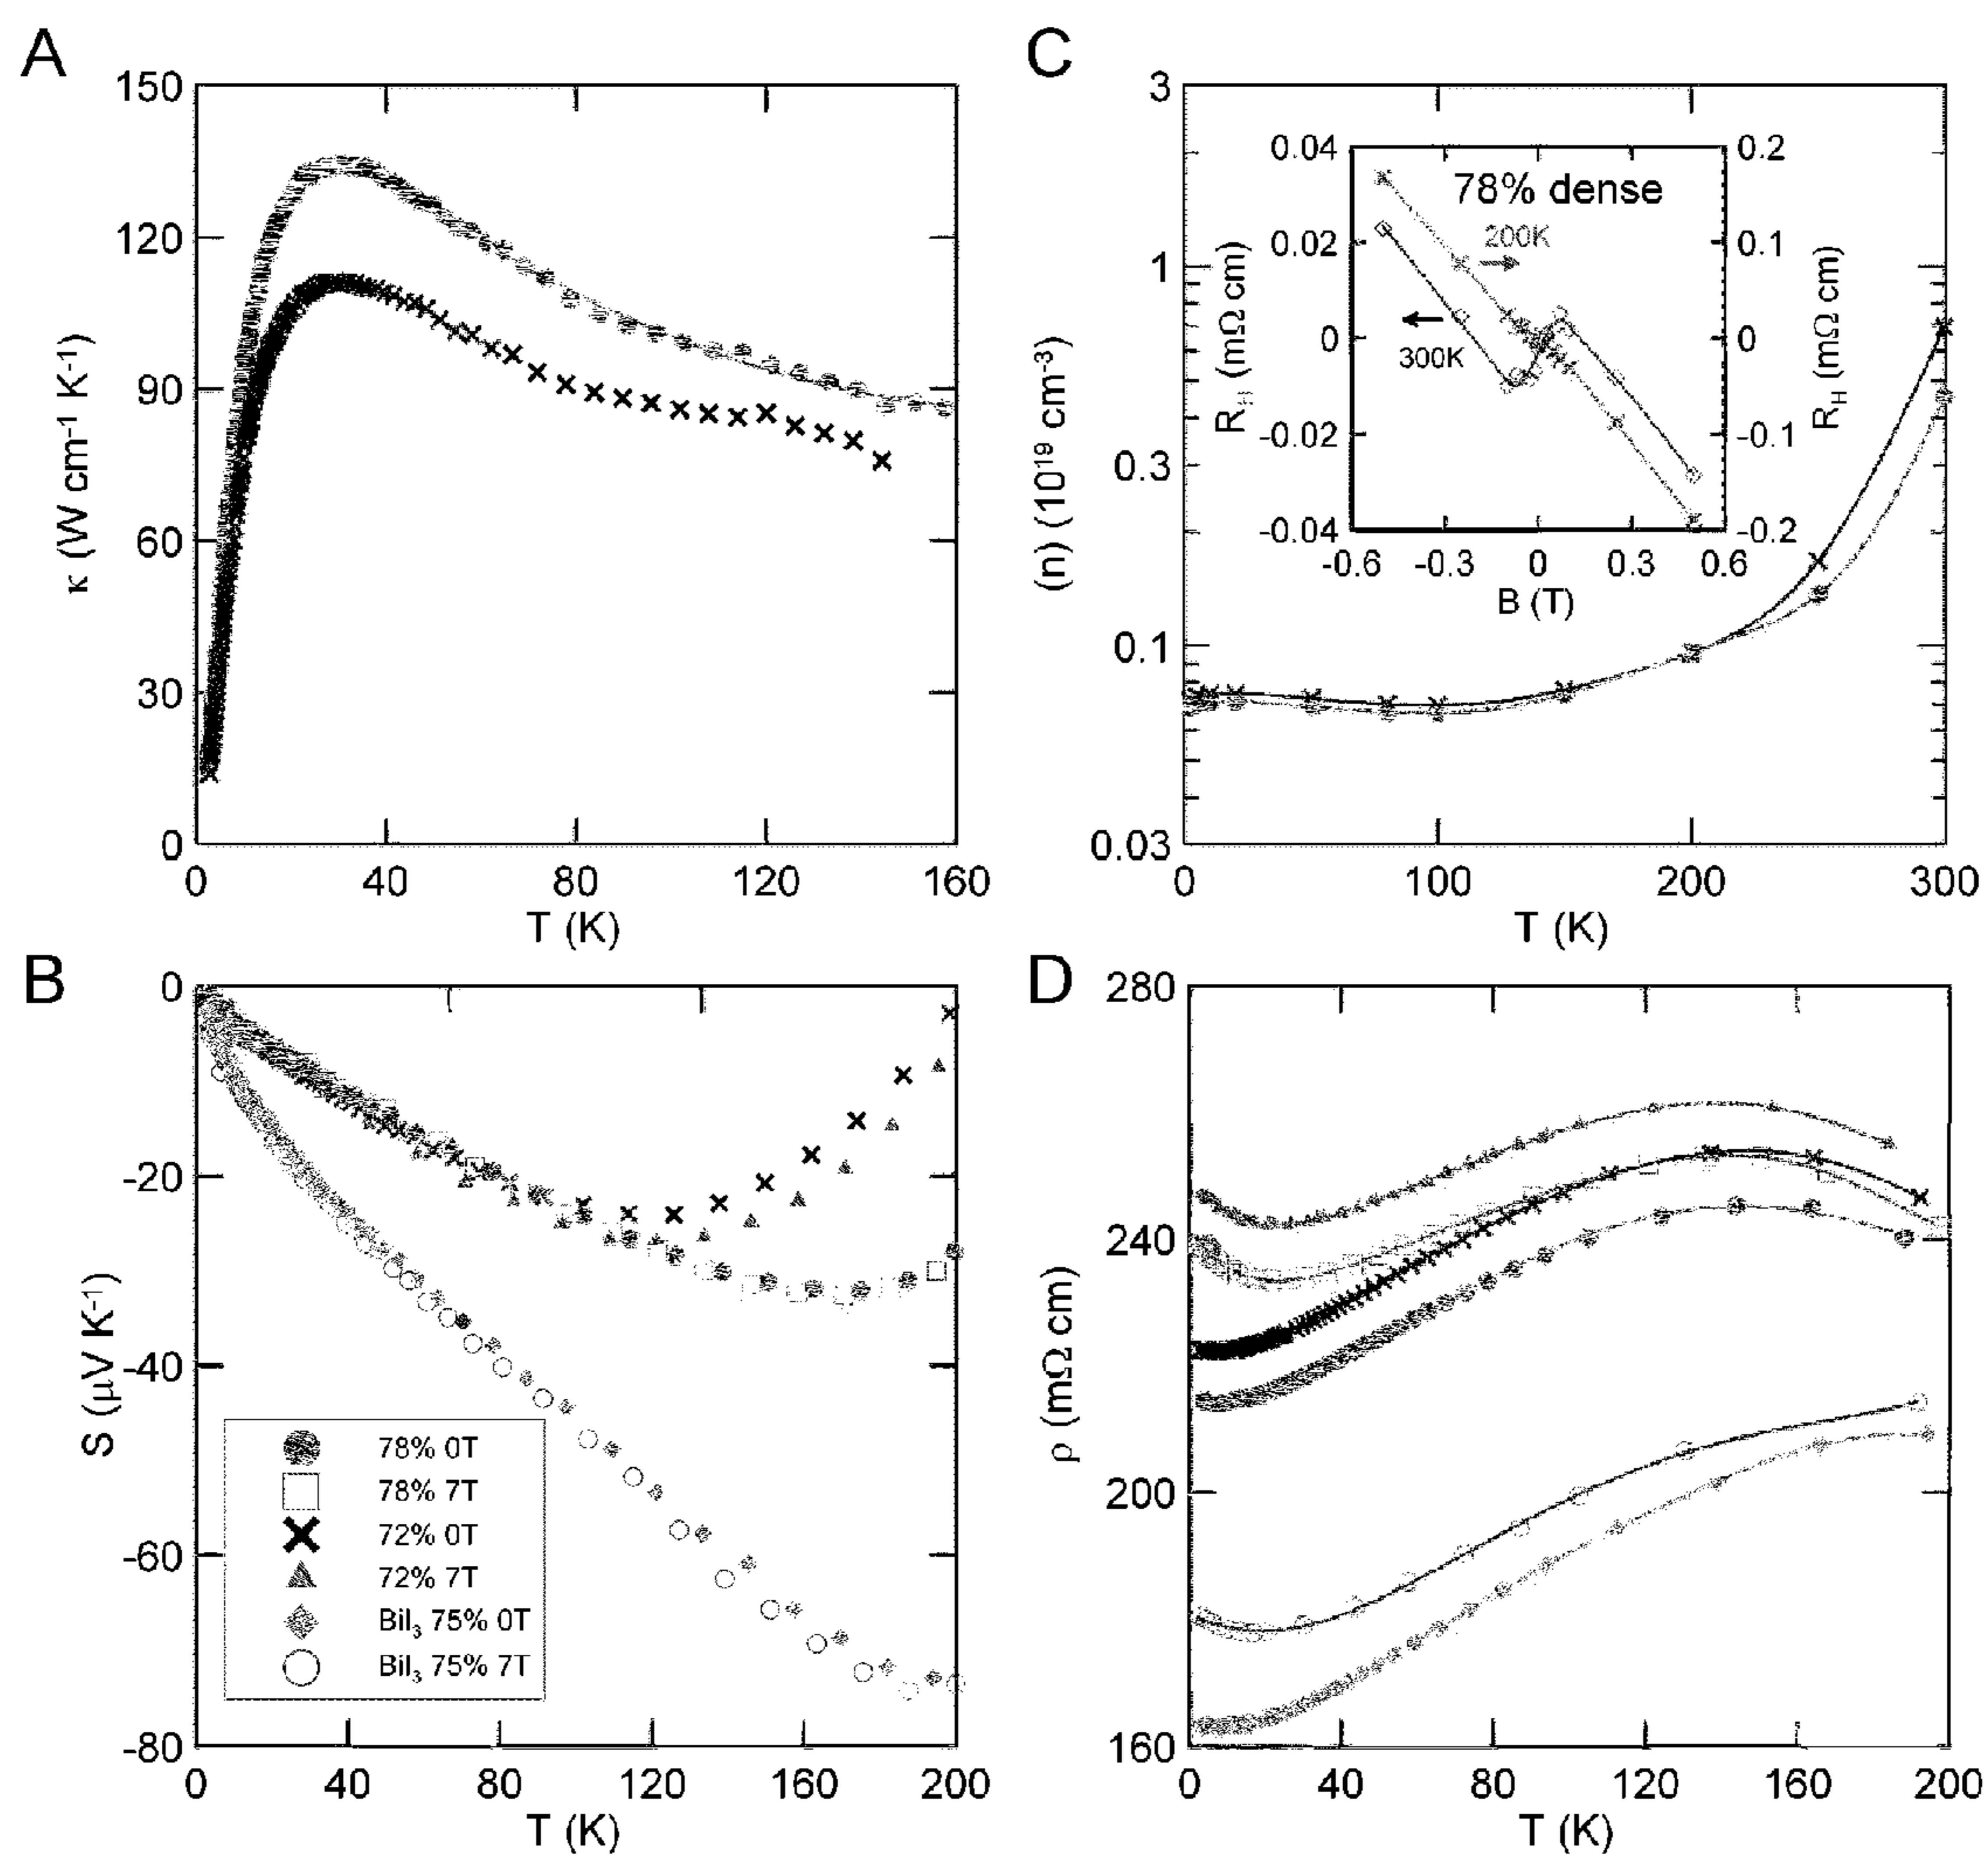 A
150
120
90
60
30
0
κ (W cm-1 K-1)
0 40 80 120 160
T (K)
C
3
1
0.3
0.1
0.03
(n) (10^19 cm-3)
0 100 200 300
T (K)
78% dense
200K
300K
0.04
0.02
0
-0.02
-0.04
RH (mΩ cm)
0.2
0.1
0
-0.1
-0.2
RH (mΩ cm)
-0.6 -0.3 0 0.3 0.6
B (T)
B
0
-20
-40
-60
-80
S (μV K-1)
78% 0T
78% 7T
72% 0T
72% 7T
BiI3 75% 0T
BiI3 75% 7T
0 40 80 120 160 200
T (K)
D
280
240
200
160
ρ (mΩ cm)
0 40 80 120 160 200
T (K)